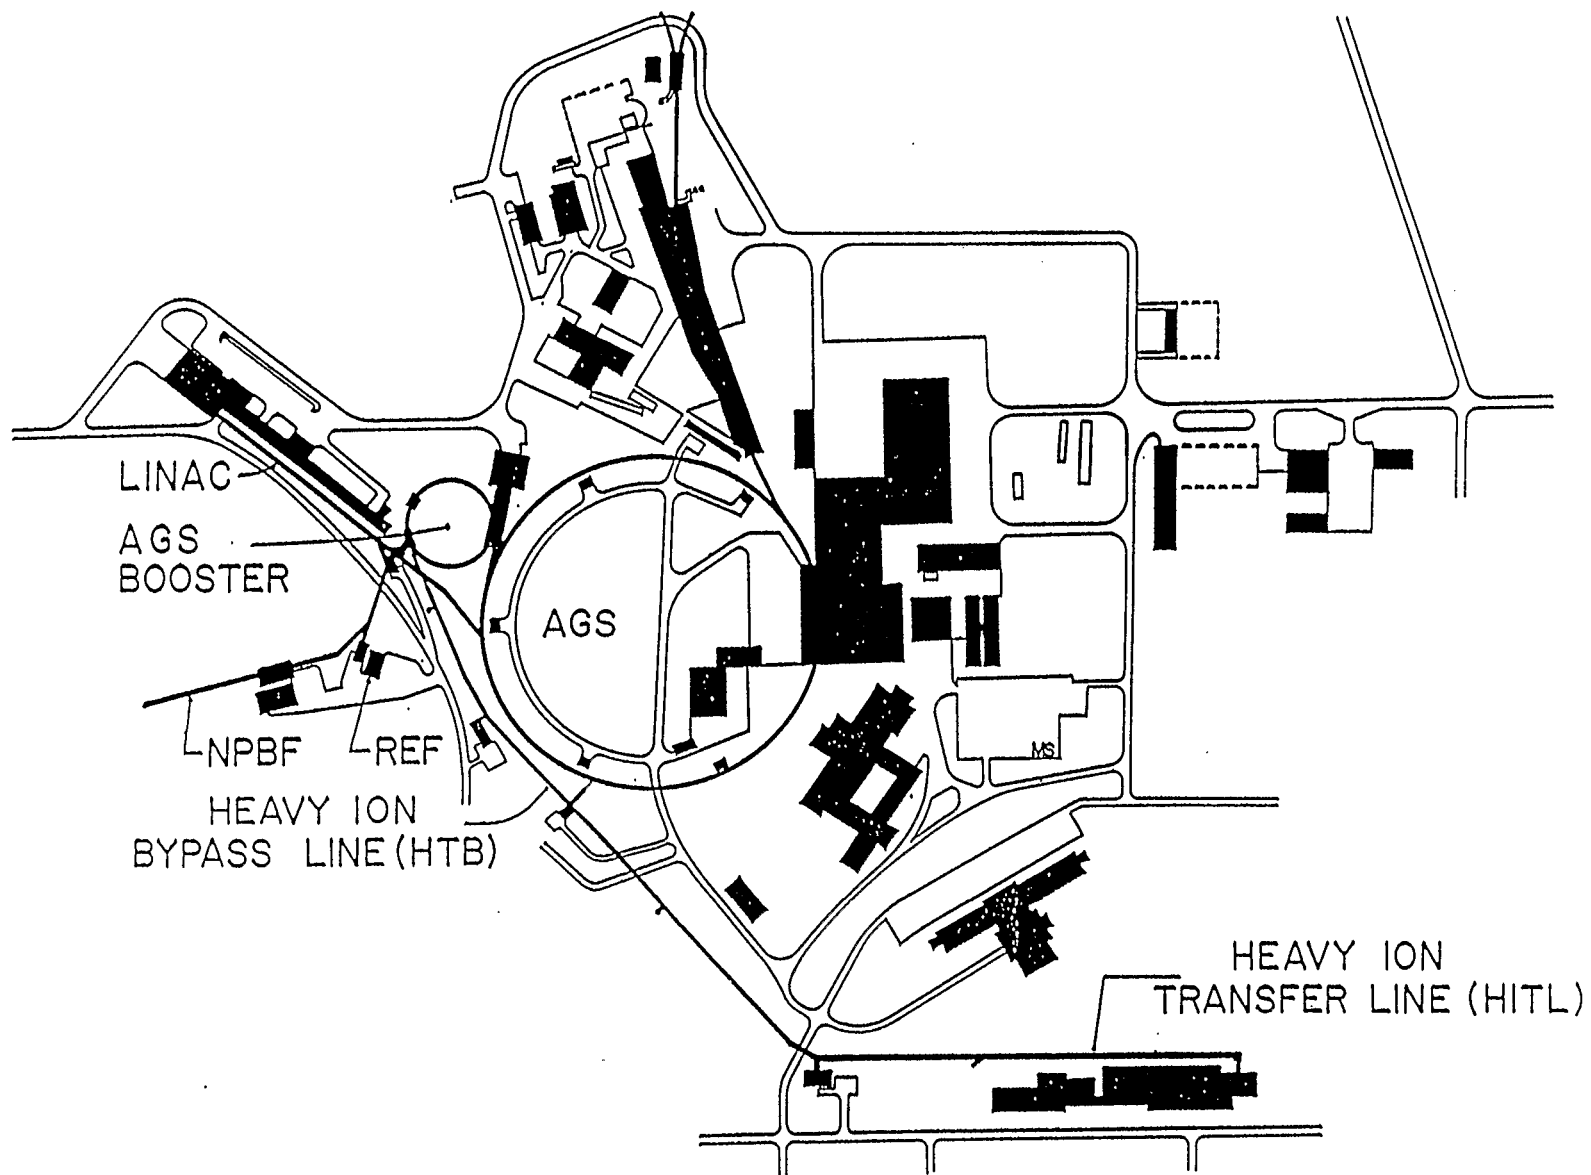 LINAC
AGS
BOOSTER
AGS
NPBF
REF
HEAVY ION
BYPASS LINE (HTB)
MS
HEAVY ION
TRANSFER LINE (HITL)